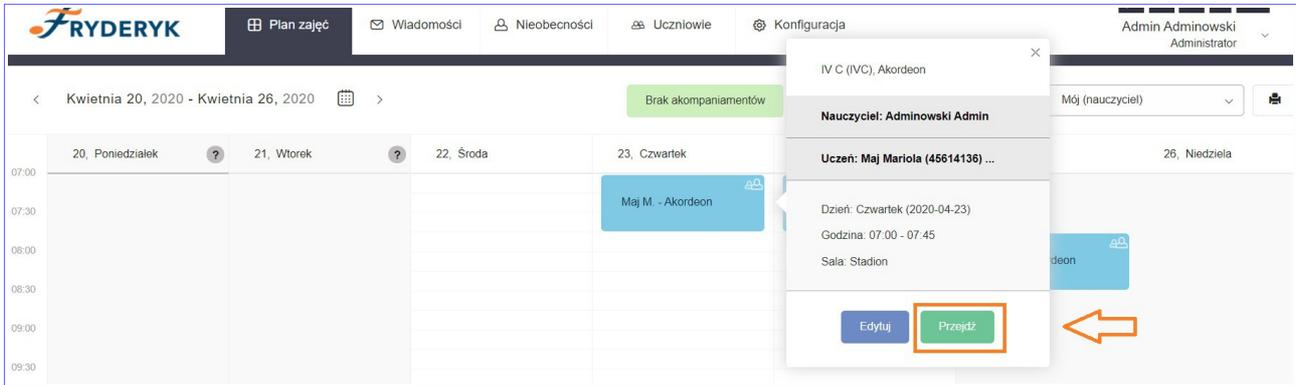 FRYDERYK
Plan zajęć
Wiadomości
Nieobecności
Uczniowie
Konfiguracja
Admin Adminowski
Administrator
Kwietnia 20, 2020 - Kwietnia 26, 2020
Brak akompaniamentów
Mój (nauczyciel)
20, Poniedziałek ?
21, Wtorek ?
22, Środa
23, Czwartek
26, Niedziela
07:00
07:30
08:00
08:30
09:00
09:30
Maj M. - Akordeon
IV C (IVC), Akordeon
Nauczyciel: Adminowski Admin
Uczeń: Maj Mariola (45614136) ...
Dzień: Czwartek (2020-04-23)
Godzina: 07:00 - 07:45
Sala: Stadion
Edytuj
Przejdź